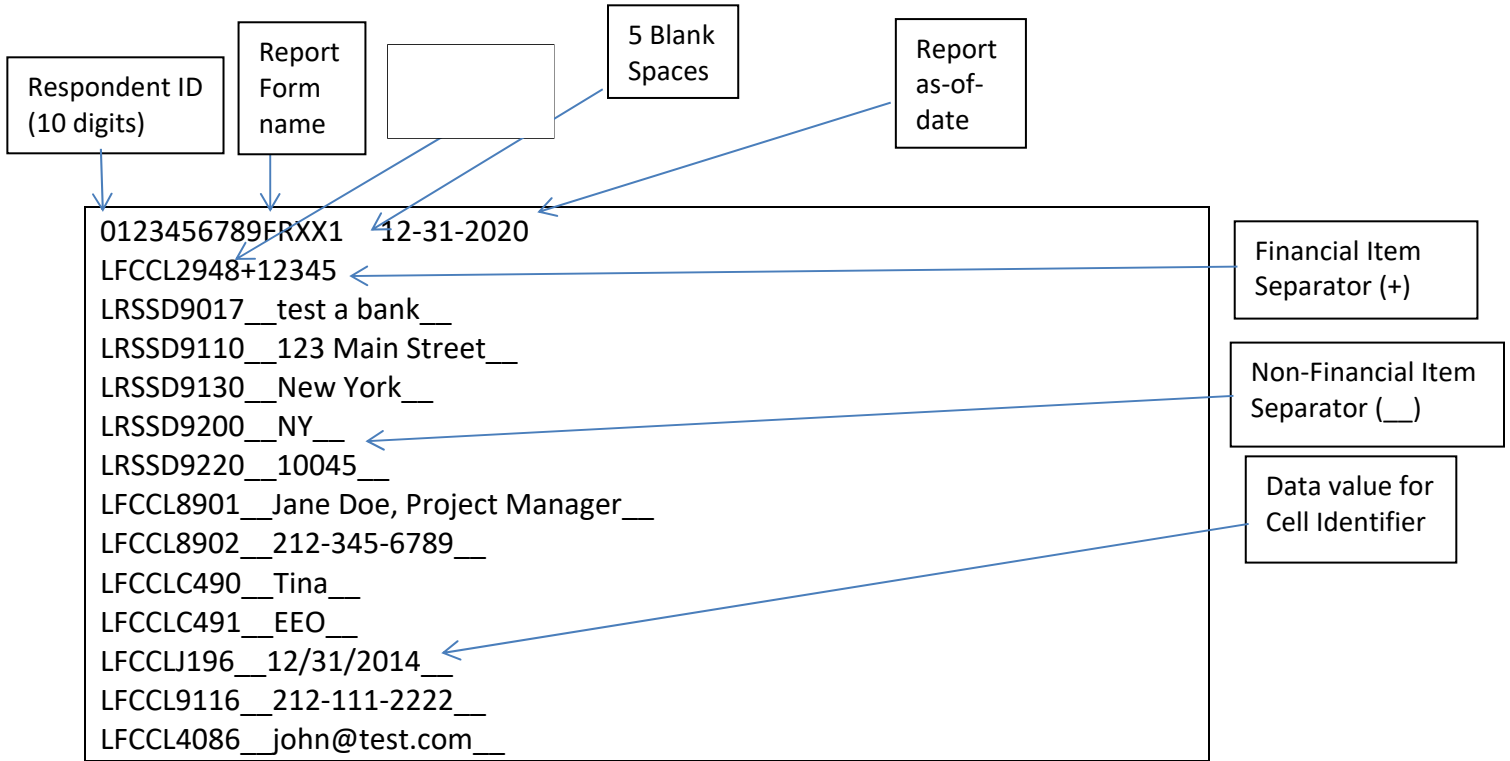 Respondent ID
(10 digits)
Report
Form
name
5 Blank
Spaces
Report
as-of-
date
0123456789FRXX1     12-31-2020
LFCCL2948+12345
LRSSD9017__test a bank__
LRSSD9110__123 Main Street__
LRSSD9130__New York__
LRSSD9200__NY__
LRSSD9220__10045__
LFCCL8901__Jane Doe, Project Manager__
LFCCL8902__212-345-6789__
LFCCLC490__Tina__
LFCCLC491__EEO__
LFCCLJ196__12/31/2014__
LFCCL9116__212-111-2222__
LFCCL4086__john@test.com__
Financial Item
Separator (+)
Non-Financial Item
Separator (__)
Data value for
Cell Identifier